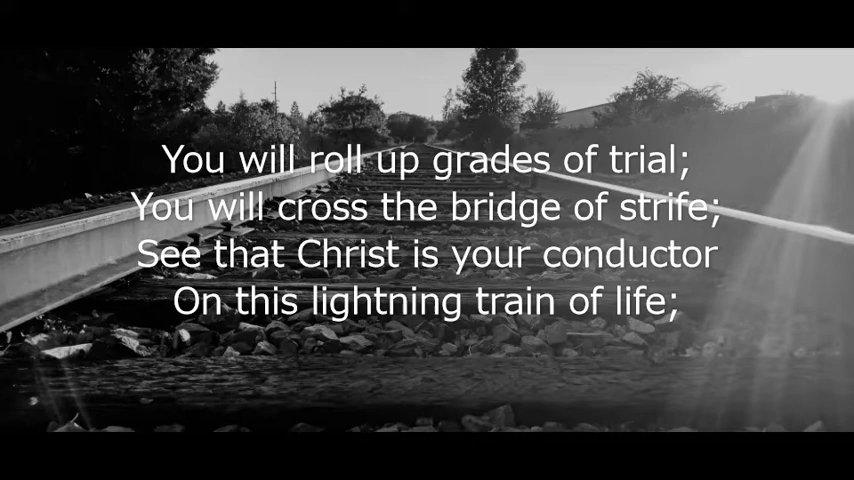 You will roll up grades of trial;
You will cross the bridge of strife;
See that Christ is your conductor
On this lightning train of life;